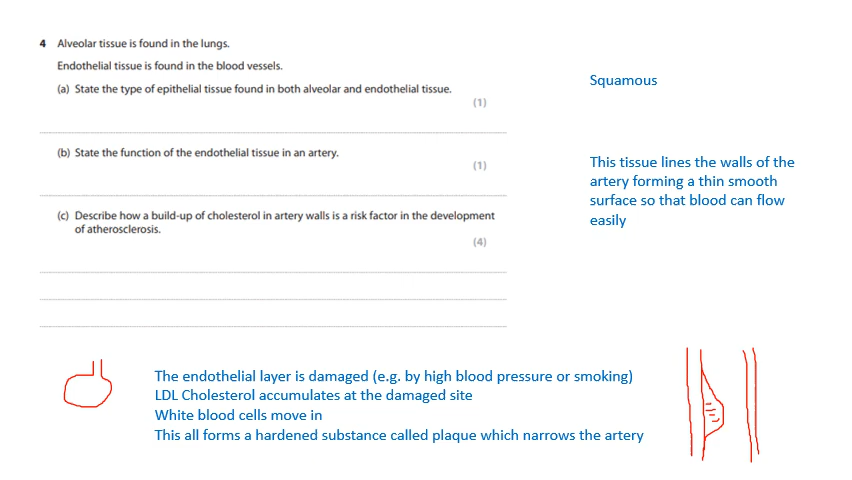 4 Alveolar tissue is found in the lungs.
Endothelial tissue is found in the blood vessels.
(a) State the type of epithelial tissue found in both alveolar and endothelial tissue.
(1)
Squamous
(b) State the function of the endothelial tissue in an artery.
(1)
This tissue lines the walls of the
artery forming a thin smooth
surface so that blood can flow
easily
(c) Describe how a build-up of cholesterol in artery walls is a risk factor in the development
of atherosclerosis.
(4)
The endothelial layer is damaged (e.g. by high blood pressure or smoking)
LDL Cholesterol accumulates at the damaged site
White blood cells move in
This all forms a hardened substance called plaque which narrows the artery